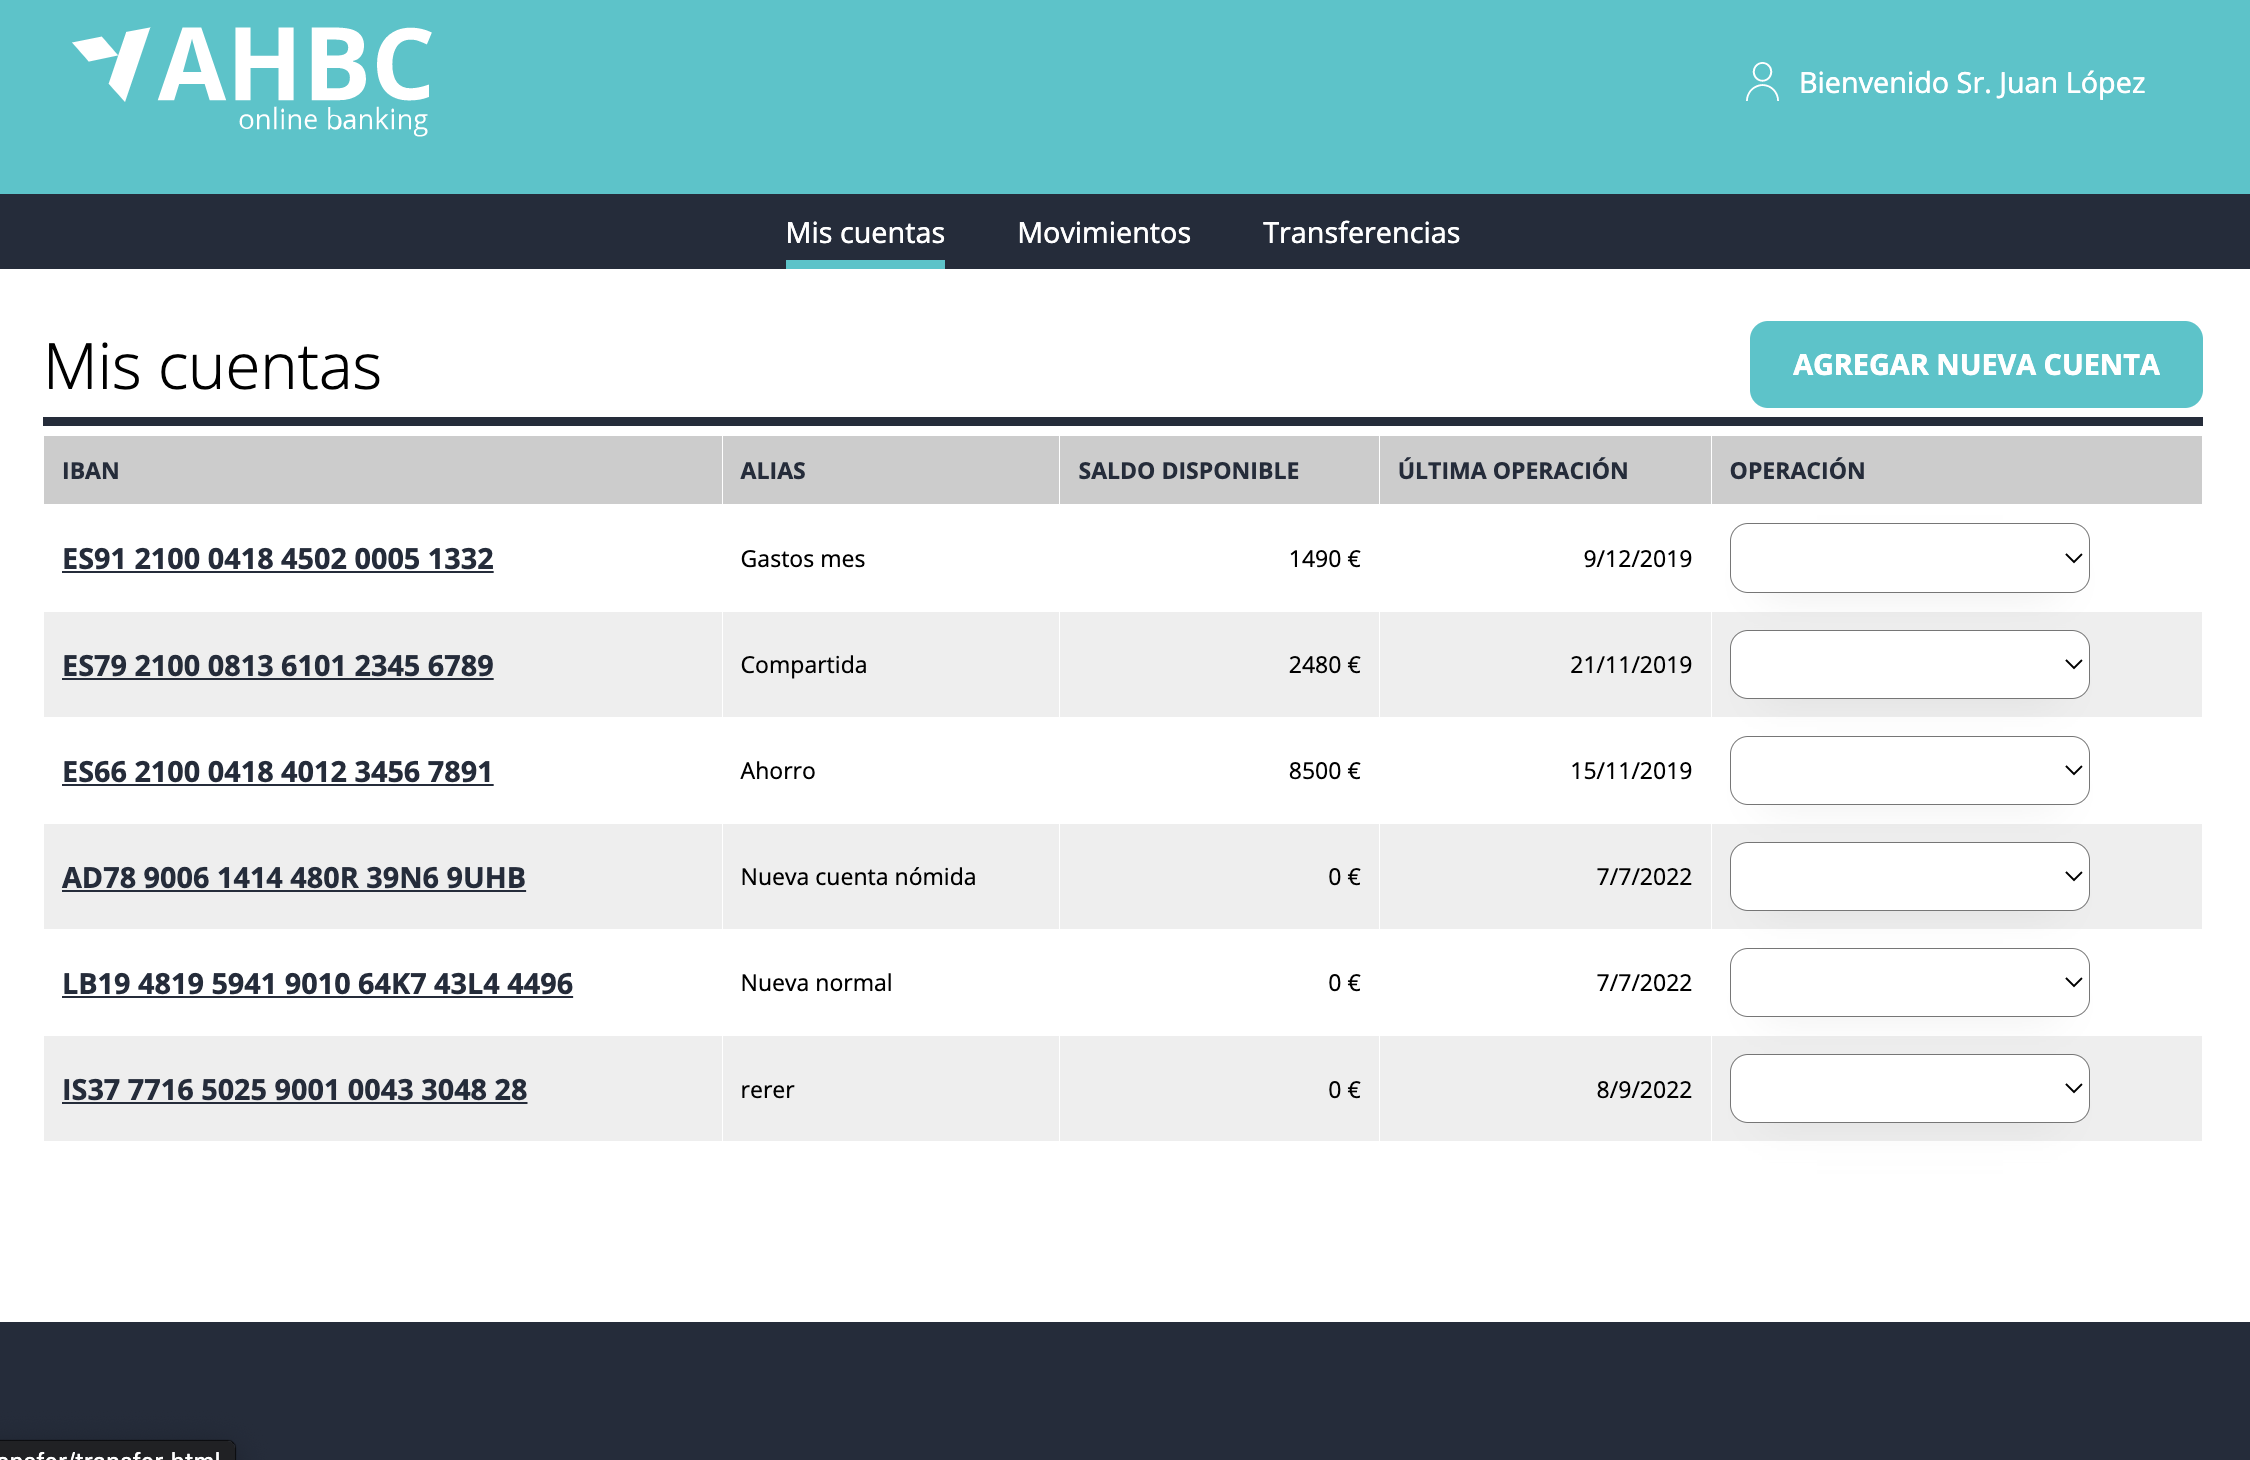 AHBC
online banking
Bienvenido Sr. Juan López
Mis cuentas Movimientos Transferencias
Mis cuentas
AGREGAR NUEVA CUENTA
IBAN ALIAS SALDO DISPONIBLE ÚLTIMA OPERACIÓN OPERACIÓN
ES91 2100 0418 4502 0005 1332 Gastos mes 1490 € 9/12/2019
ES79 2100 0813 6101 2345 6789 Compartida 2480 € 21/11/2019
ES66 2100 0418 4012 3456 7891 Ahorro 8500 € 15/11/2019
AD78 9006 1414 480R 39N6 9UHB Nueva cuenta nómida 0 € 7/7/2022
LB19 4819 5941 9010 64K7 43L4 4496 Nueva normal 0 € 7/7/2022
IS37 7716 5025 9001 0043 3048 28 rerer 0 € 8/9/2022